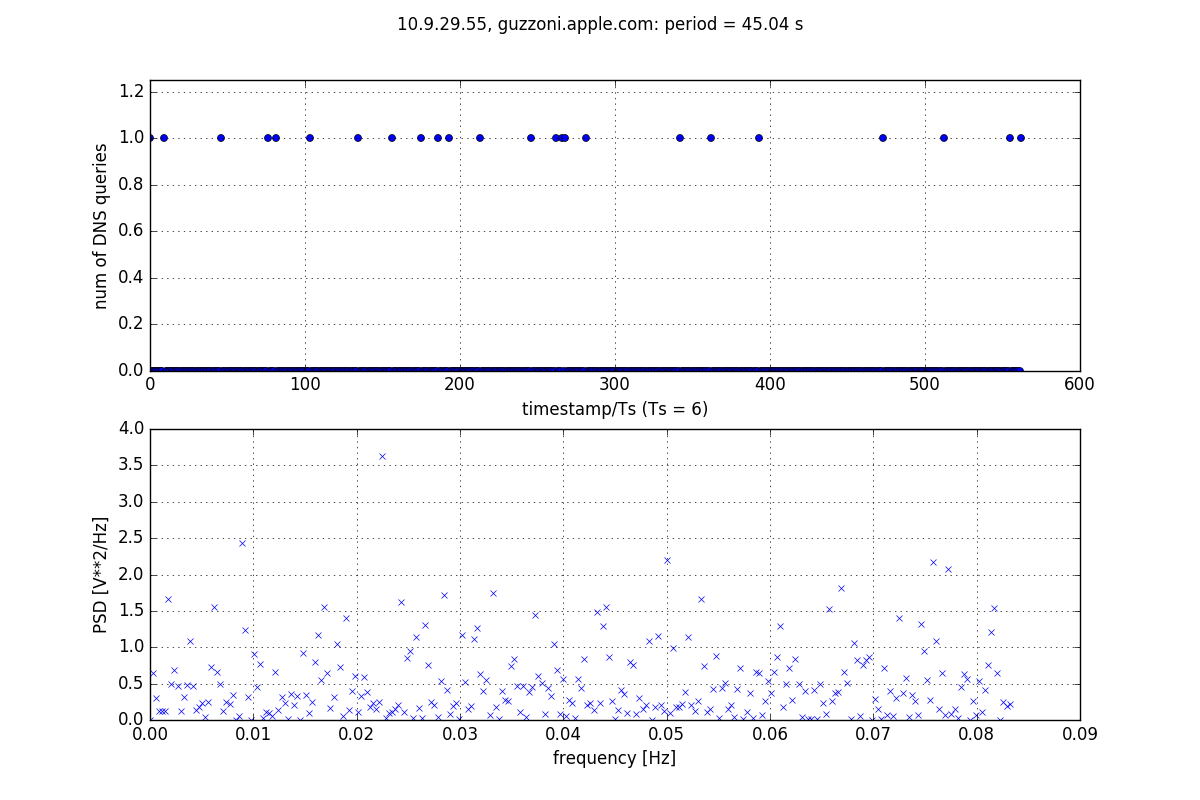 10.9.29.55, guzzoni.apple.com: period = 45.04 s
1.2
1.0
0.8
0.6
0.4
0.2
0.0
num of DNS queries
0 100 200 300 400 500 600
timestamp/Ts (Ts = 6)
4.0
3.5
3.0
2.5
2.0
1.5
1.0
0.5
0.0
PSD [V**2/Hz]
0.00 0.01 0.02 0.03 0.04 0.05 0.06 0.07 0.08 0.09
frequency [Hz]